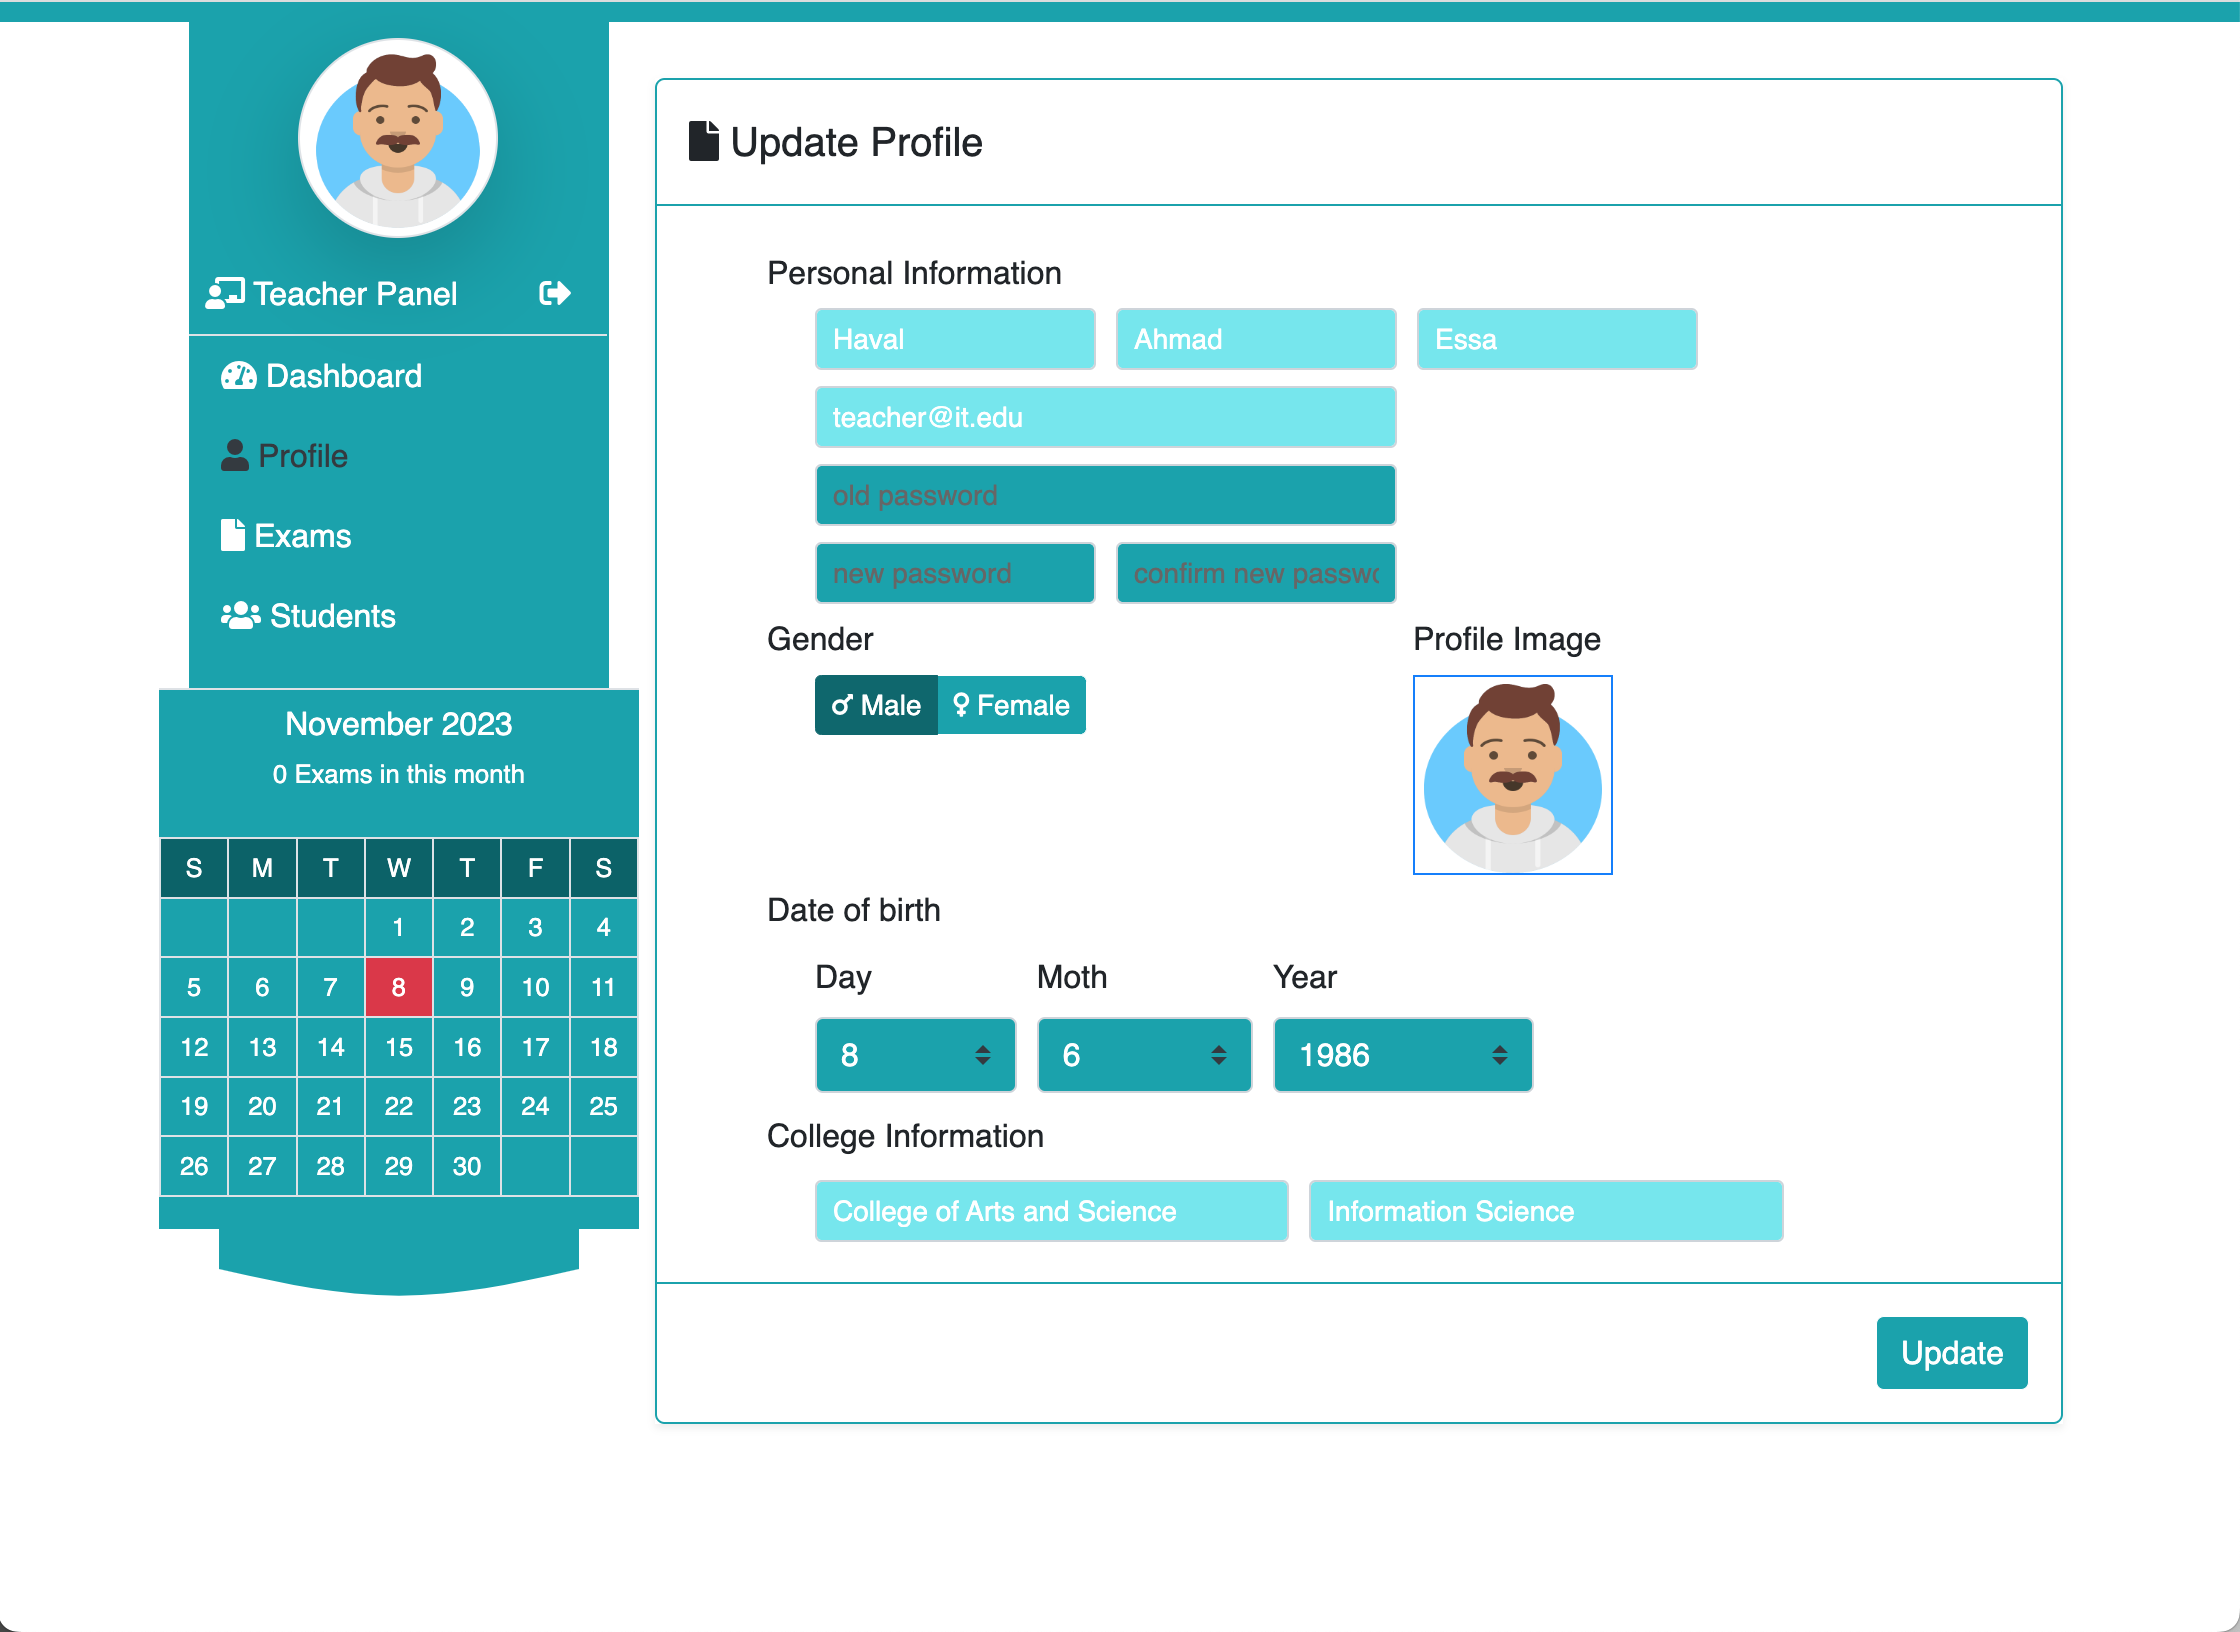 Teacher Panel
Dashboard
Profile
Exams
Students
November 2023
0 Exams in this month
S M T W T F S
1 2 3 4
5 6 7 8 9 10 11
12 13 14 15 16 17 18
19 20 21 22 23 24 25
26 27 28 29 30
Update Profile
Personal Information
Haval Ahmad Essa
teacher@it.edu
old password
new password confirm new passwo
Gender Profile Image
Male Female
Date of birth
Day Moth Year
8 6 1986
College Information
College of Arts and Science Information Science
Update